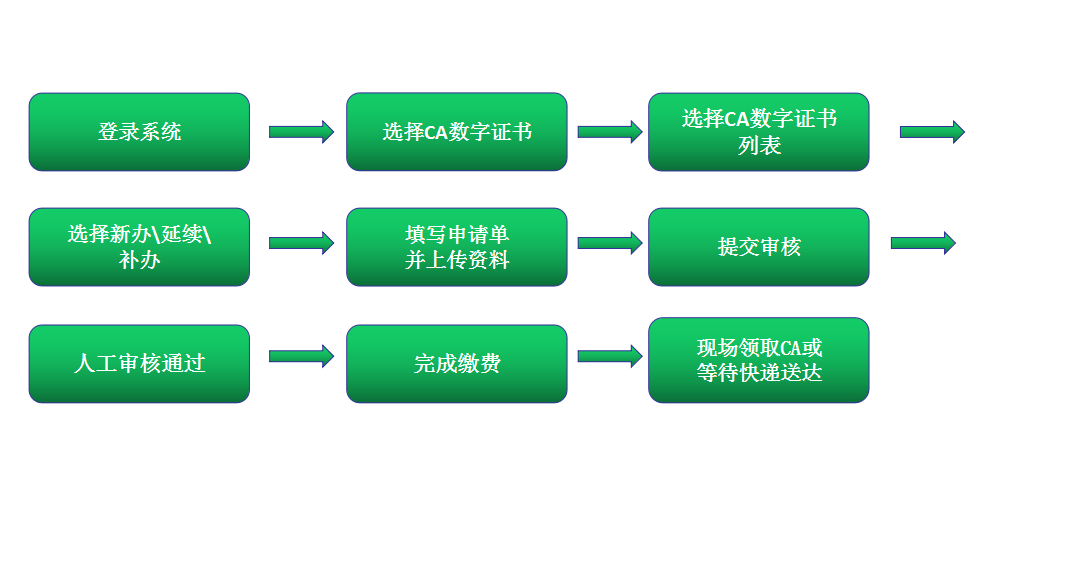 登录系统
选择CA数字证书
选择CA数字证书
列表
选择新办\延续\
补办
填写申请单
并上传资料
提交审核
人工审核通过
完成缴费
现场领取CA或
等待快递送达